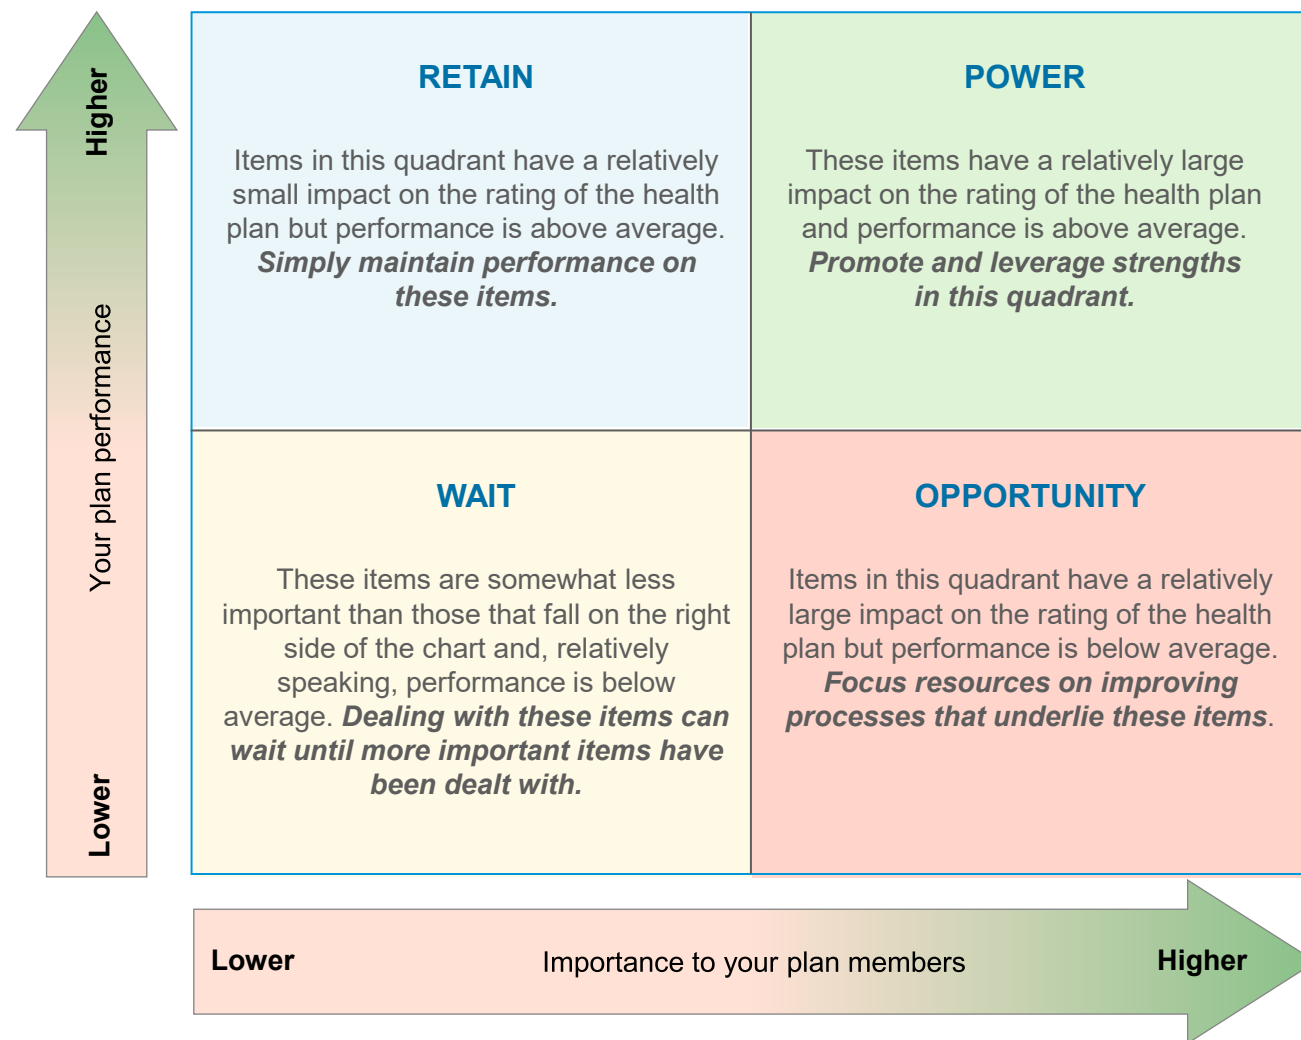 Higher
Your plan performance
Lower
RETAIN
Items in this quadrant have a relatively
small impact on the rating of the health
plan but performance is above average.
Simply maintain performance on
these items.
POWER
These items have a relatively large
impact on the rating of the health plan
and performance is above average.
Promote and leverage strengths
in this quadrant.
WAIT
These items are somewhat less
important than those that fall on the right
side of the chart and, relatively
speaking, performance is below
average. Dealing with these items can
wait until more important items have
been dealt with.
OPPORTUNITY
Items in this quadrant have a relatively
large impact on the rating of the health
plan but performance is below average.
Focus resources on improving
processes that underlie these items.
Lower
Importance to your plan members
Higher